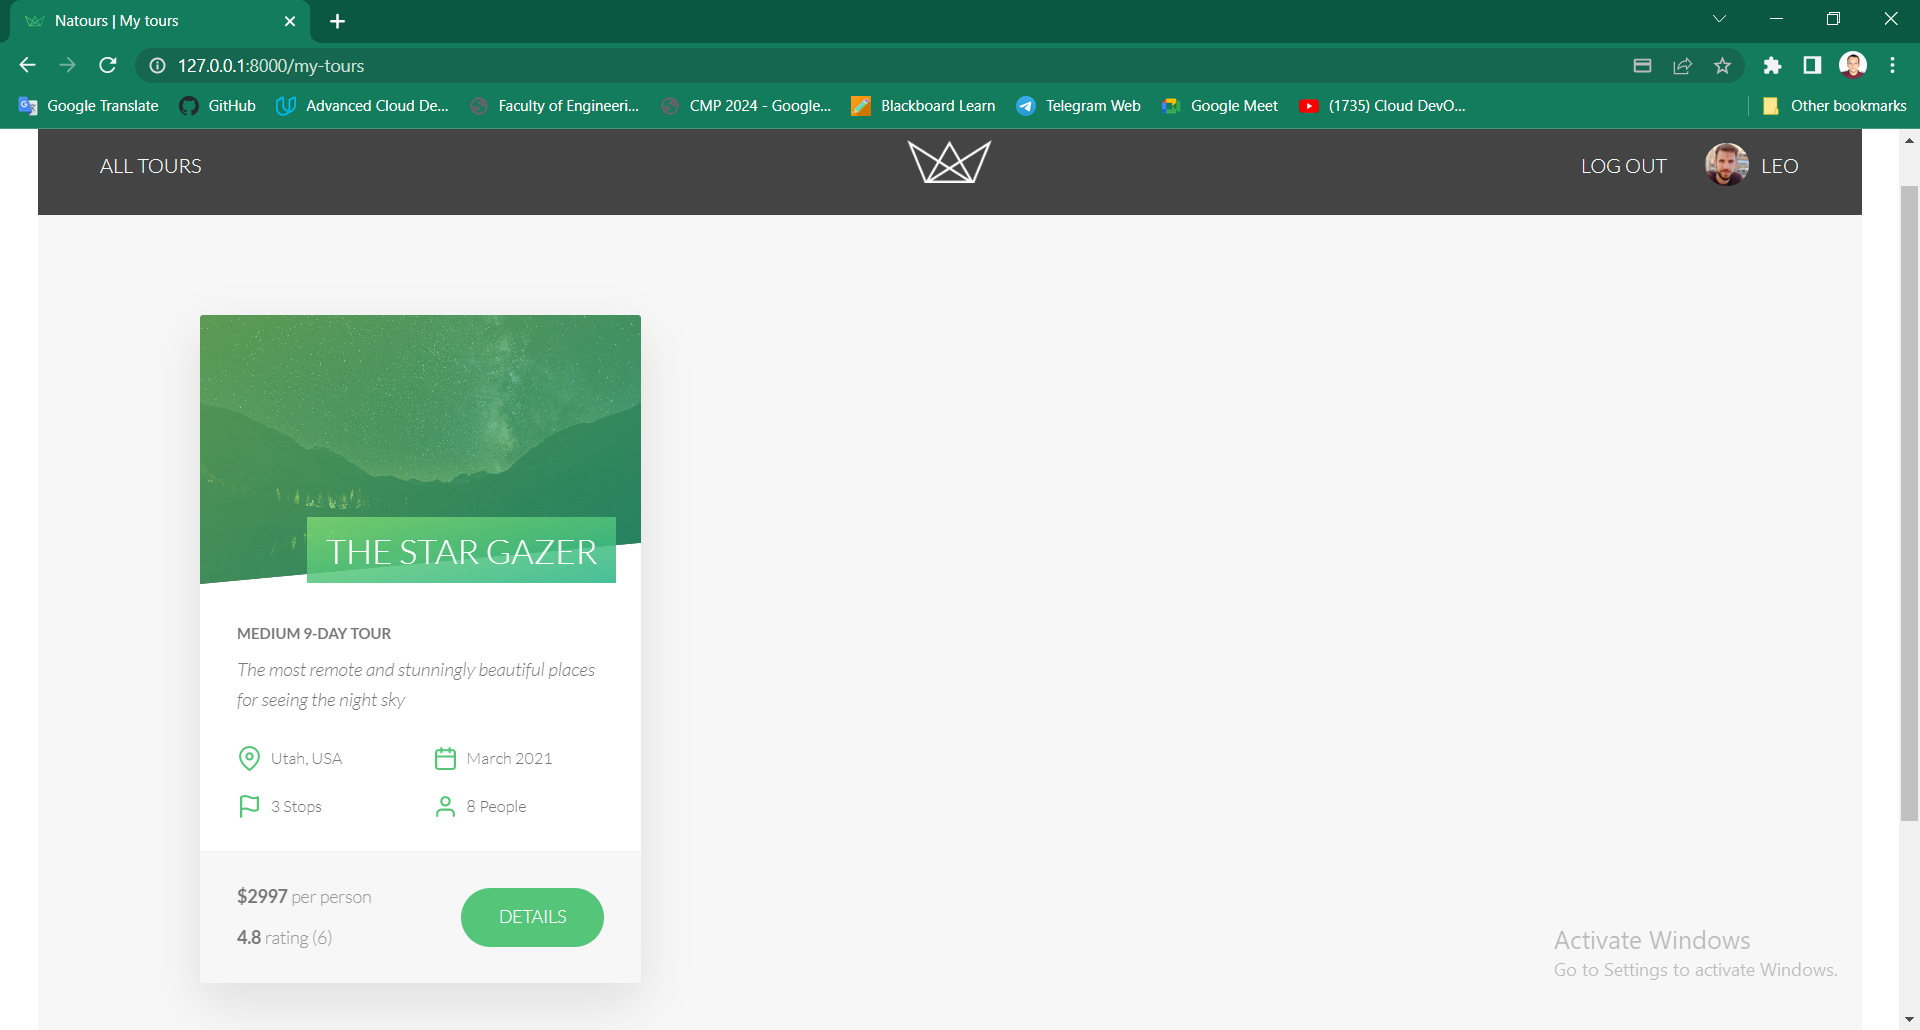 Natours | My tours
127.0.0.1:8000/my-tours
Google Translate GitHub Advanced Cloud De... Faculty of Engineeri... CMP 2024 - Google... Blackboard Learn Telegram Web Google Meet (1735) Cloud DevO... Other bookmarks
ALL TOURS LOG OUT LEO
THE STAR GAZER
MEDIUM 9-DAY TOUR
The most remote and stunningly beautiful places
for seeing the night sky
Utah, USA March 2021
3 Stops 8 People
$2997 per person
DETAILS
4.8 rating (6)
Activate Windows
Go to Settings to activate Windows.